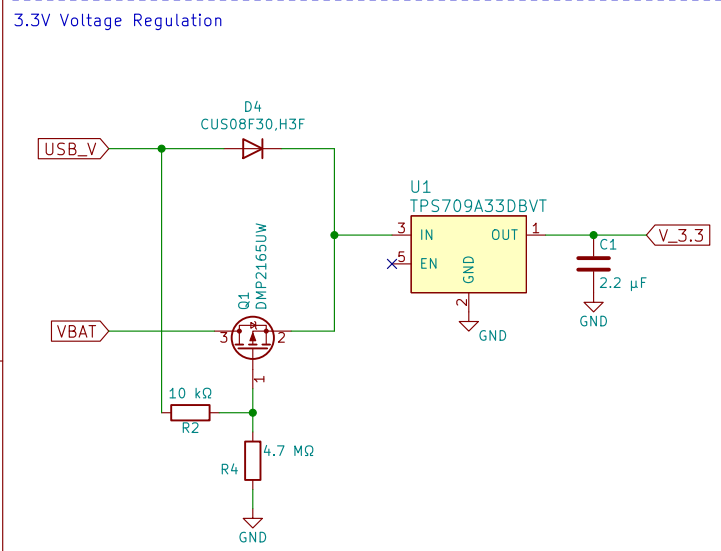 3.3V Voltage Regulation
D4
CUS08F30,H3F
USB_V
U1
TPS709A33DBVT
3
IN
OUT
1
V_3.3
5
EN
GND
2
GND
C1
2.2 µF
GND
Q1
DMP2165UW
VBAT
3
2
1
10 kΩ
R2
4.7 MΩ
R4
GND